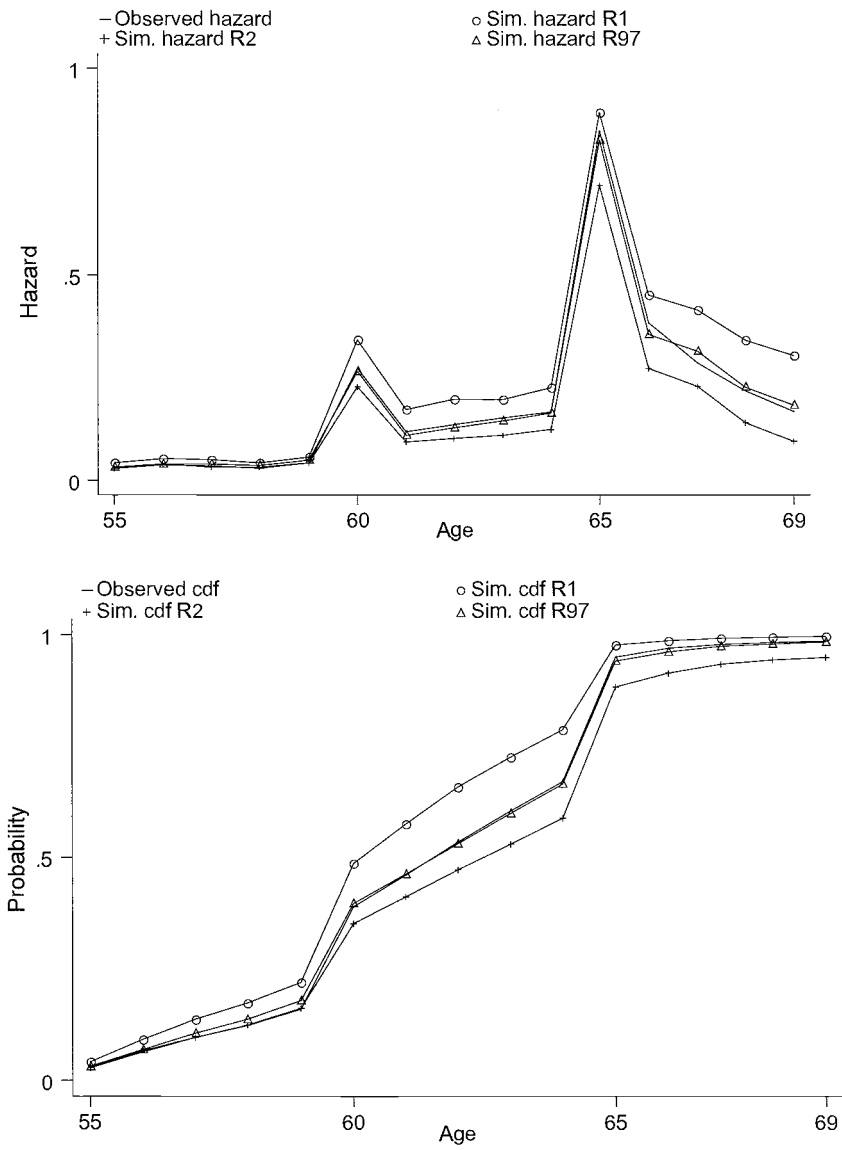 — Observed hazard
○ Sim. hazard R1
+ Sim. hazard R2
△ Sim. hazard R97
1
.5
0
Hazard
55
60
65
69
Age
— Observed cdf
○ Sim. cdf R1
+ Sim. cdf R2
△ Sim. cdf R97
1
.5
0
Probability
55
60
65
69
Age